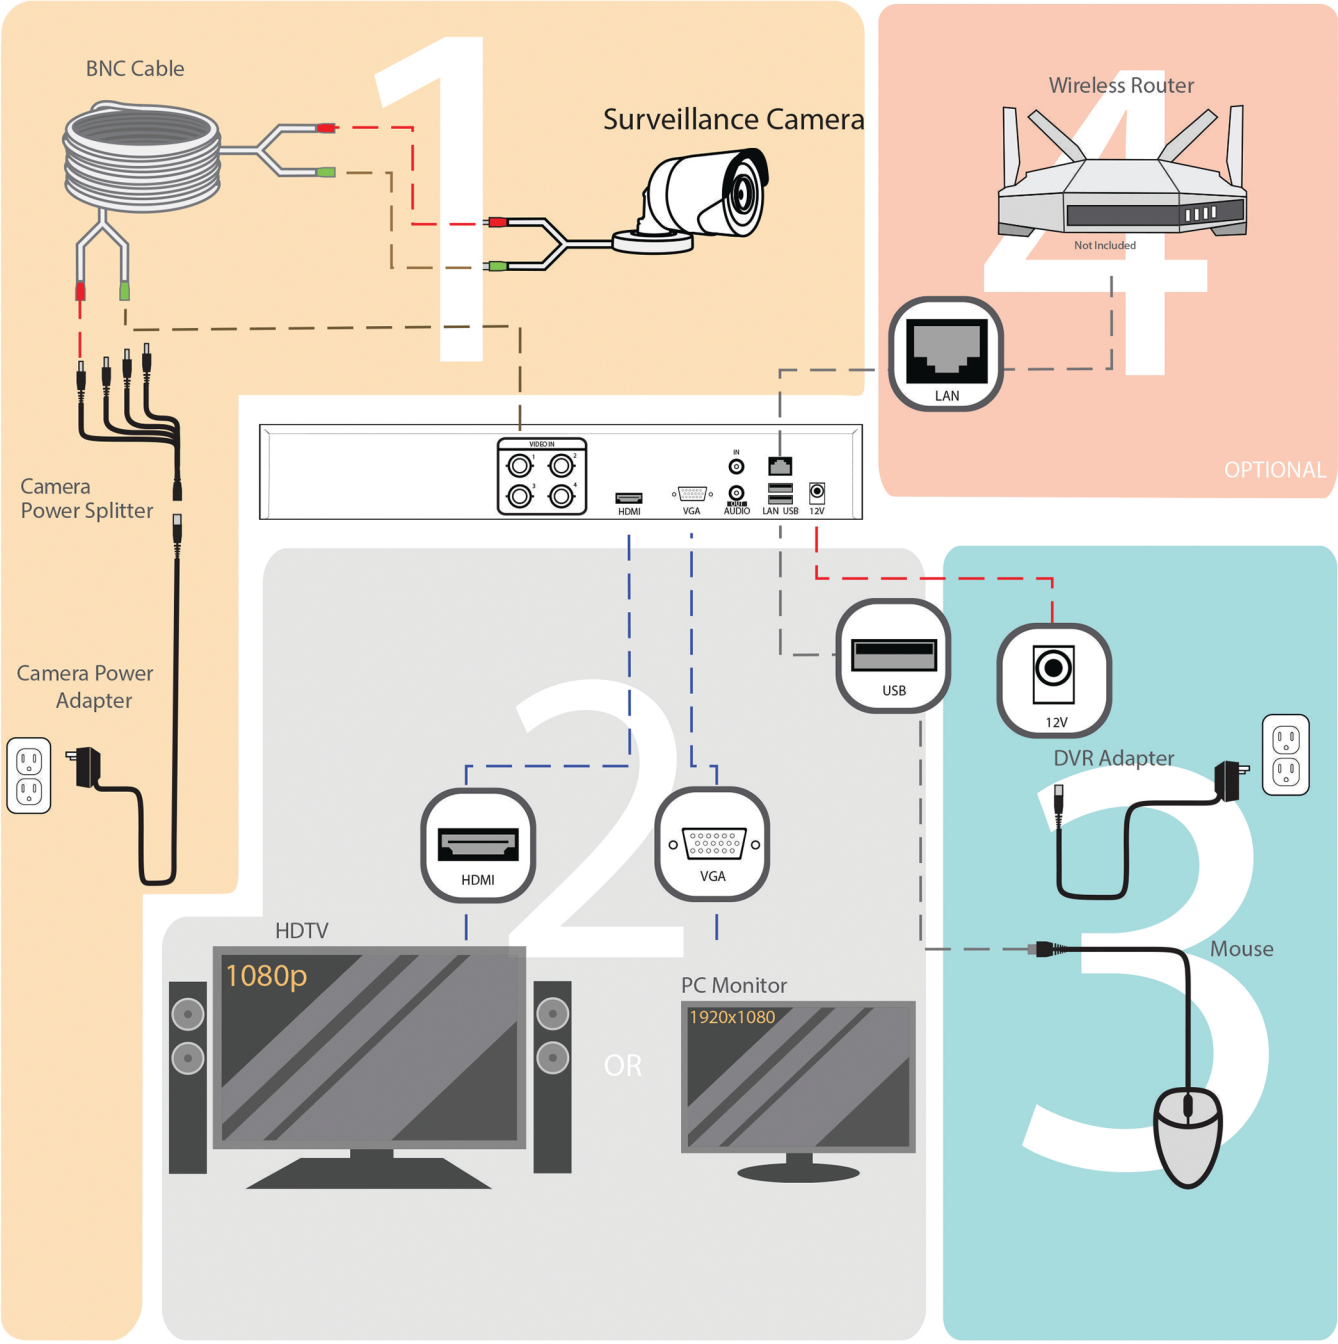 1
BNC Cable
Surveillance Camera
4
Wireless Router
Not Included
LAN
OPTIONAL
Camera
Power Splitter
VIDEO IN
1
2
3
4
HDMI
VGA
IN
OUT
AUDIO
LAN USB
12V
Camera Power
Adapter
2
USB
12V
3
DVR Adapter
HDMI
VGA
HDTV
1080p
Mouse
PC Monitor
1920x1080
OR